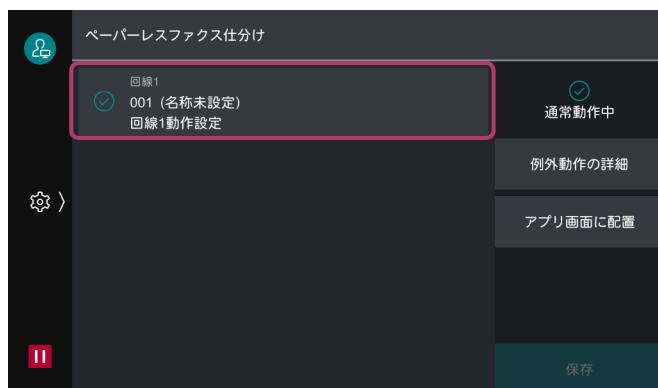 ペーパーレスファクス仕分け
回線1
001 (名称未設定)
回線1動作設定
通常動作中
例外動作の詳細
アプリ画面に配置
保存